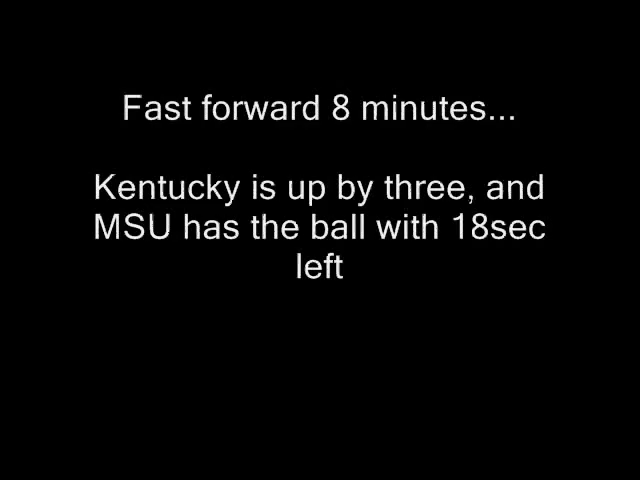 Fast forward 8 minutes...
Kentucky is up by three, and
MSU has the ball with 18sec
left